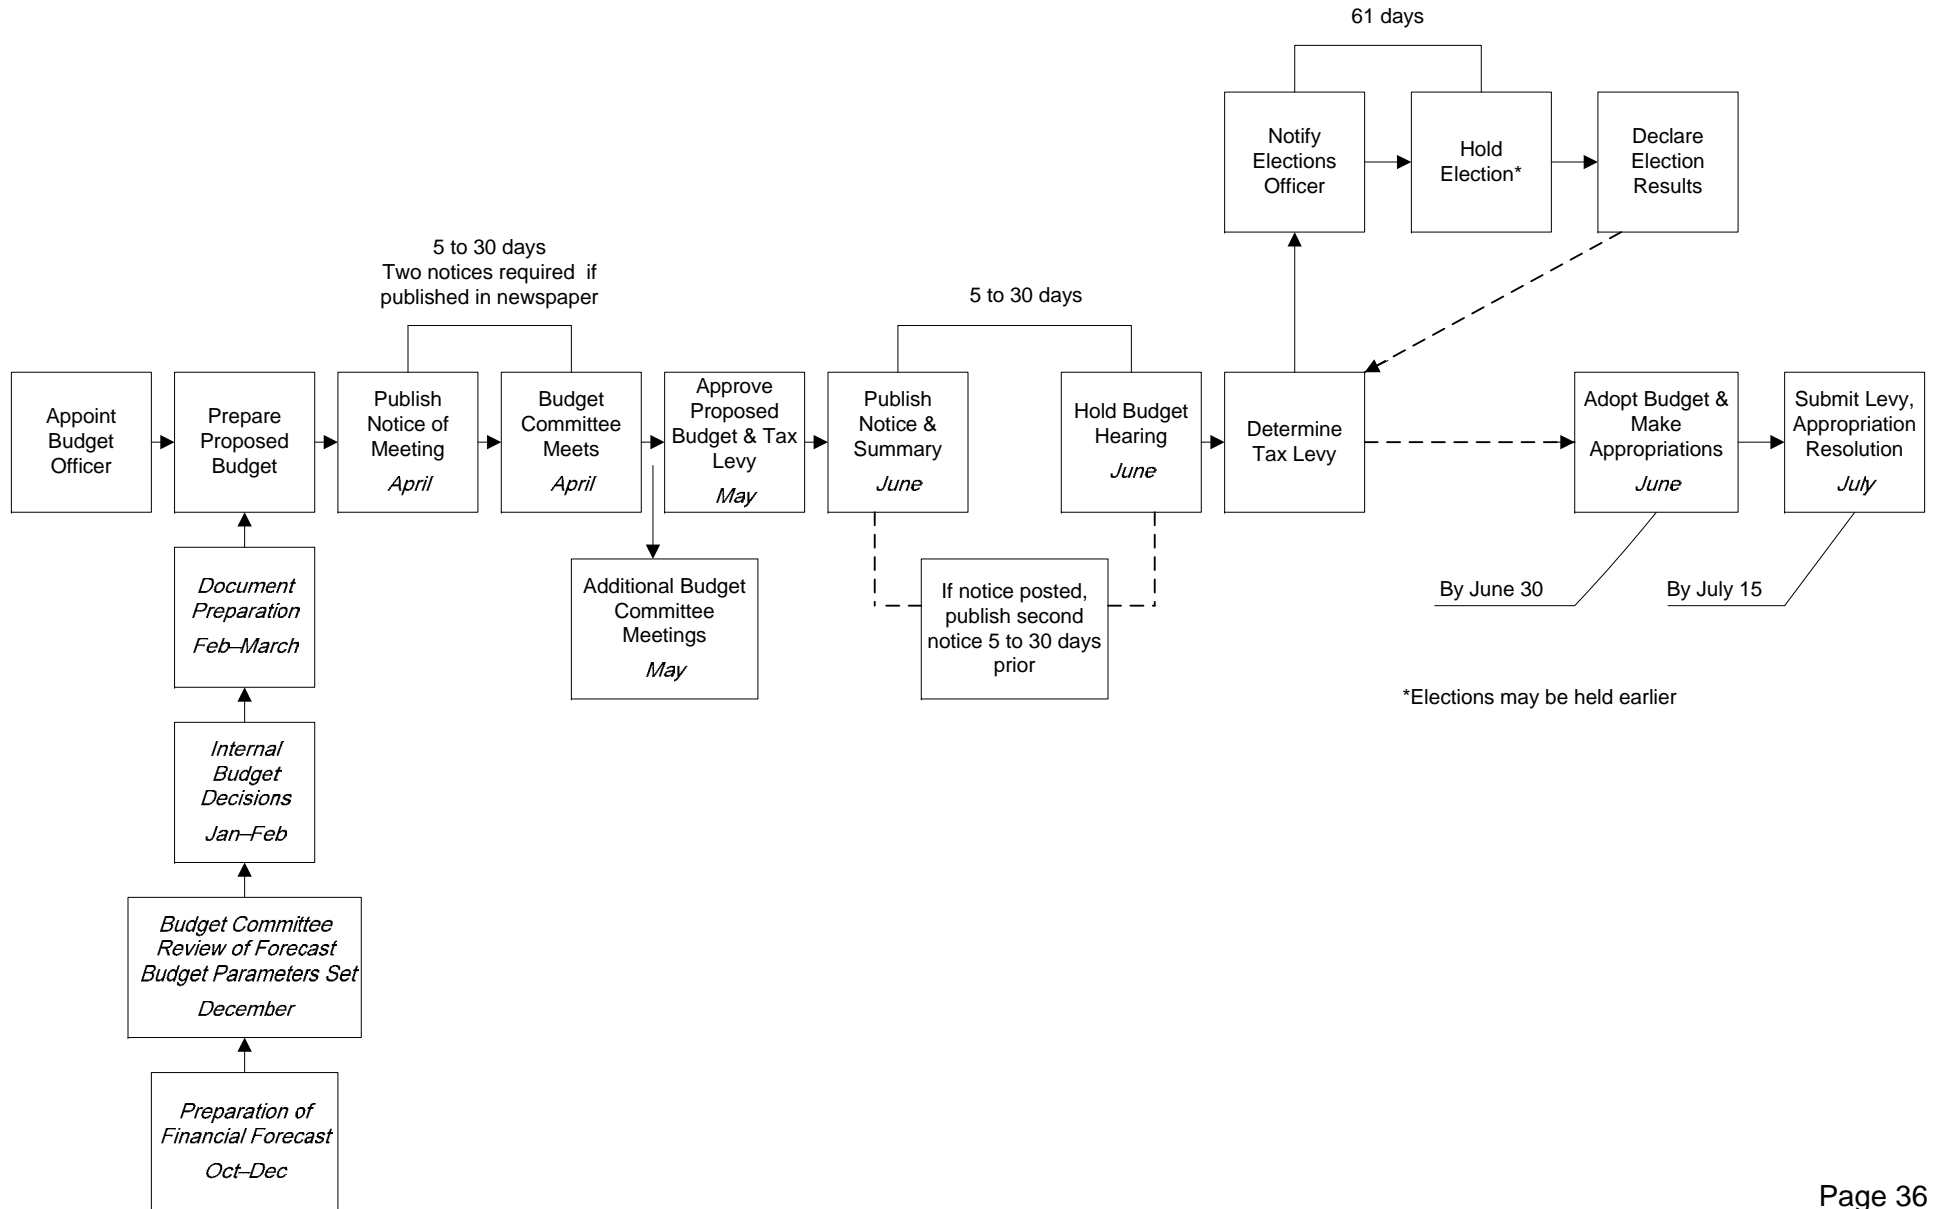 61 days
Notify
Elections
Officer
Hold
Election*
Declare
Election
Results
5 to 30 days
Two notices required if
published in newspaper
5 to 30 days
Appoint
Budget
Officer
Prepare
Proposed
Budget
Publish
Notice of
Meeting
April
Budget
Committee
Meets
April
Approve
Proposed
Budget & Tax
Levy
May
Publish
Notice &
Summary
June
Hold Budget
Hearing
June
Determine
Tax Levy
Adopt Budget &
Make
Appropriations
June
Submit Levy,
Appropriation
Resolution
July
Document
Preparation
Feb–March
Additional Budget
Committee
Meetings
May
If notice posted,
publish second
notice 5 to 30 days
prior
By June 30
By July 15
*Elections may be held earlier
Internal
Budget
Decisions
Jan–Feb
Budget Committee
Review of Forecast
Budget Parameters Set
December
Preparation of
Financial Forecast
Oct–Dec
Page 36